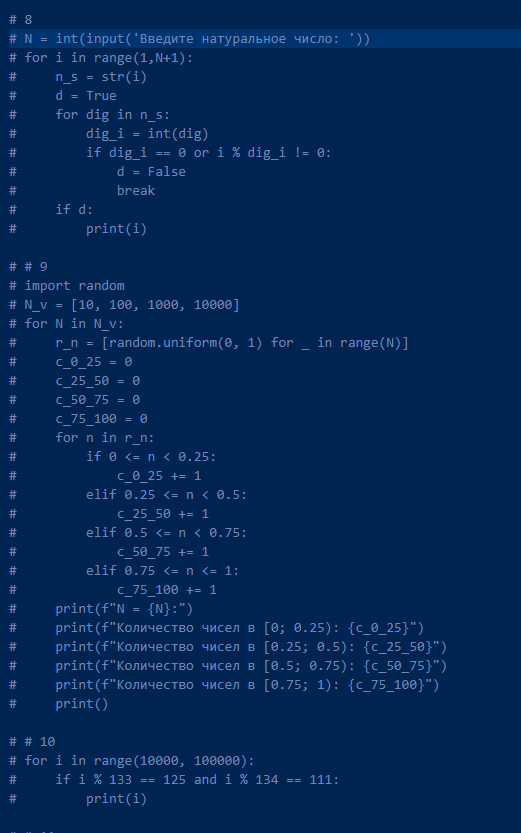 # 8
# N = int(input('Введите натуральное число: '))
# for i in range(1,N+1):
#     n_s = str(i)
#     d = True
#     for dig in n_s:
#         dig_i = int(dig)
#         if dig_i == 0 or i % dig_i != 0:
#             d = False
#             break
#     if d:
#         print(i)

# # 9
# import random
# N_v = [10, 100, 1000, 10000]
# for N in N_v:
#     r_n = [random.uniform(0, 1) for _ in range(N)]
#     c_0_25 = 0
#     c_25_50 = 0
#     c_50_75 = 0
#     c_75_100 = 0
#     for n in r_n:
#         if 0 <= n < 0.25:
#             c_0_25 += 1
#         elif 0.25 <= n < 0.5:
#             c_25_50 += 1
#         elif 0.5 <= n < 0.75:
#             c_50_75 += 1
#         elif 0.75 <= n <= 1:
#             c_75_100 += 1
#     print(f"N = {N}:")
#     print(f"Количество чисел в [0; 0.25): {c_0_25}")
#     print(f"Количество чисел в [0.25; 0.5): {c_25_50}")
#     print(f"Количество чисел в [0.5; 0.75): {c_50_75}")
#     print(f"Количество чисел в [0.75; 1): {c_75_100}")
#     print()

# # 10
# for i in range(10000, 100000):
#     if i % 133 == 125 and i % 134 == 111:
#         print(i)